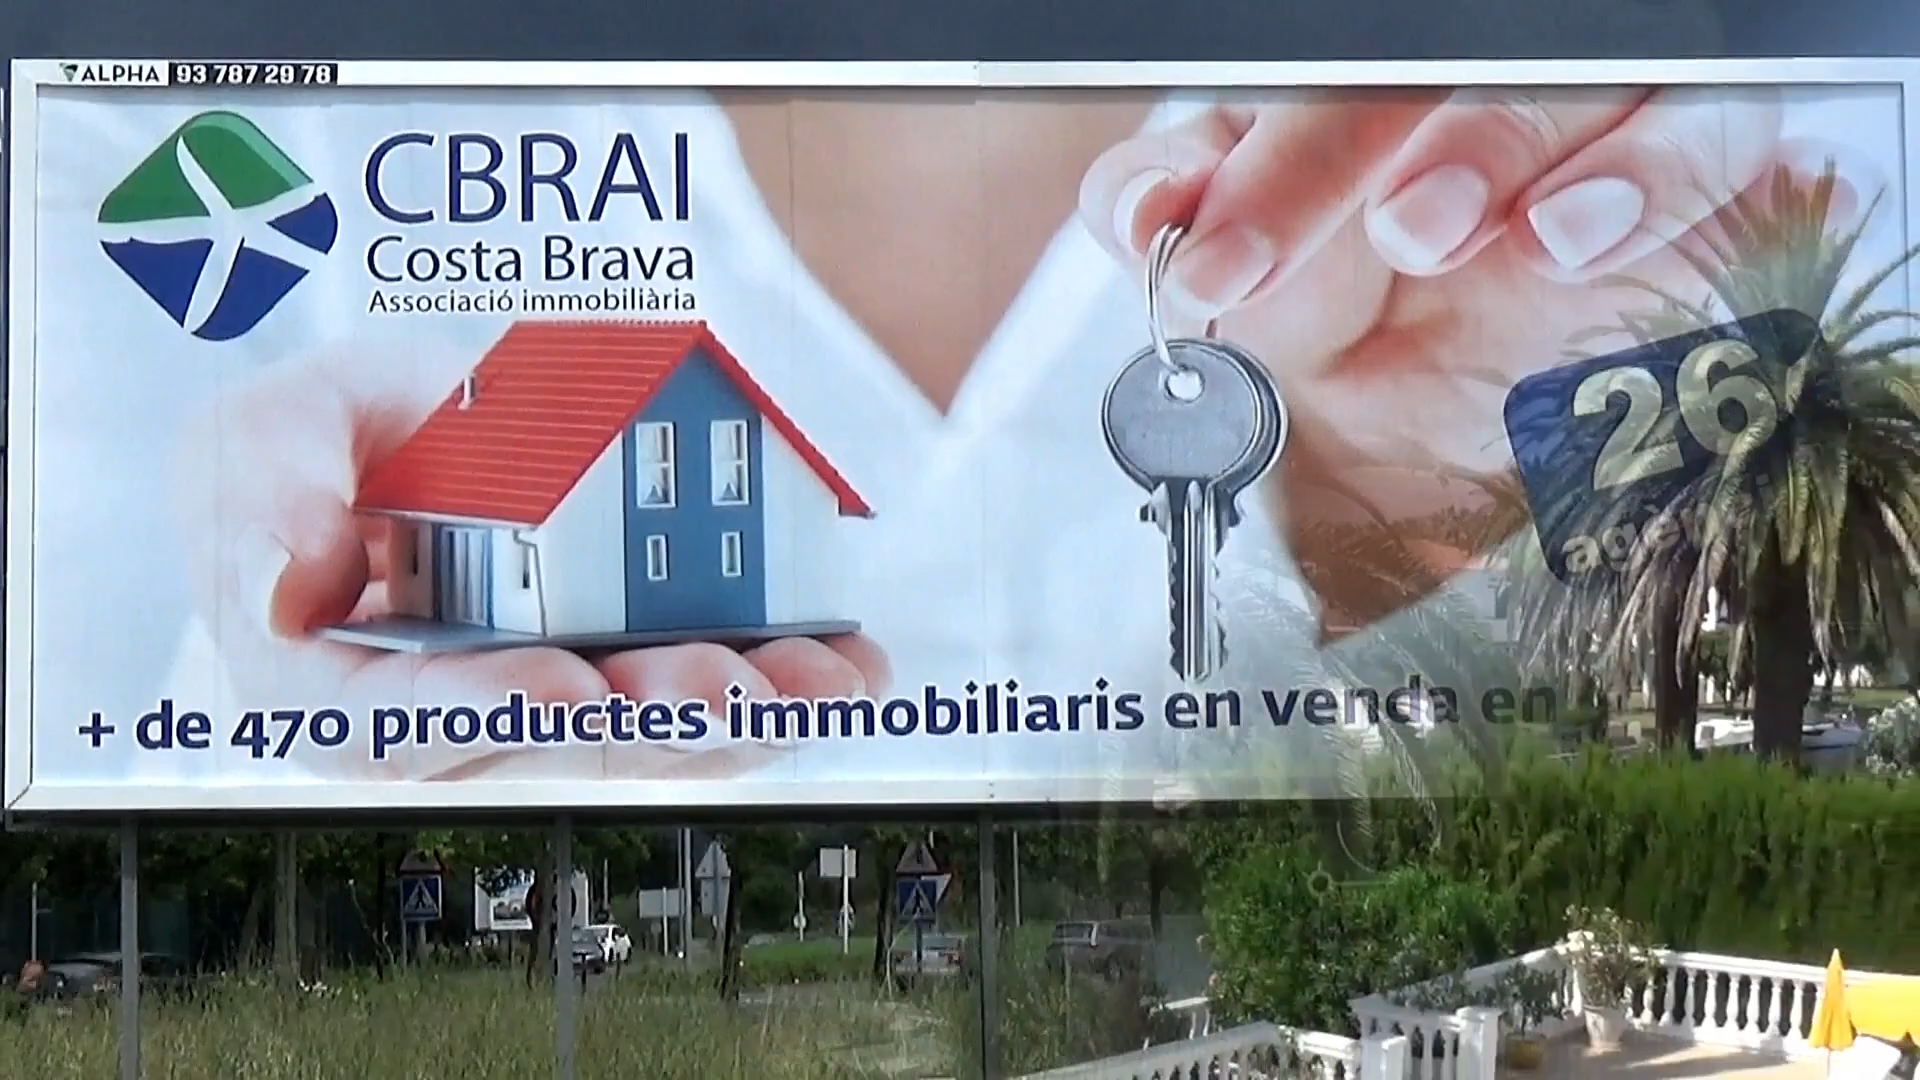 ALPHA 93 787 29 78
CBRAI
Costa Brava
Associació immobiliària
26
+ de 470 productes immobiliaris en venda en